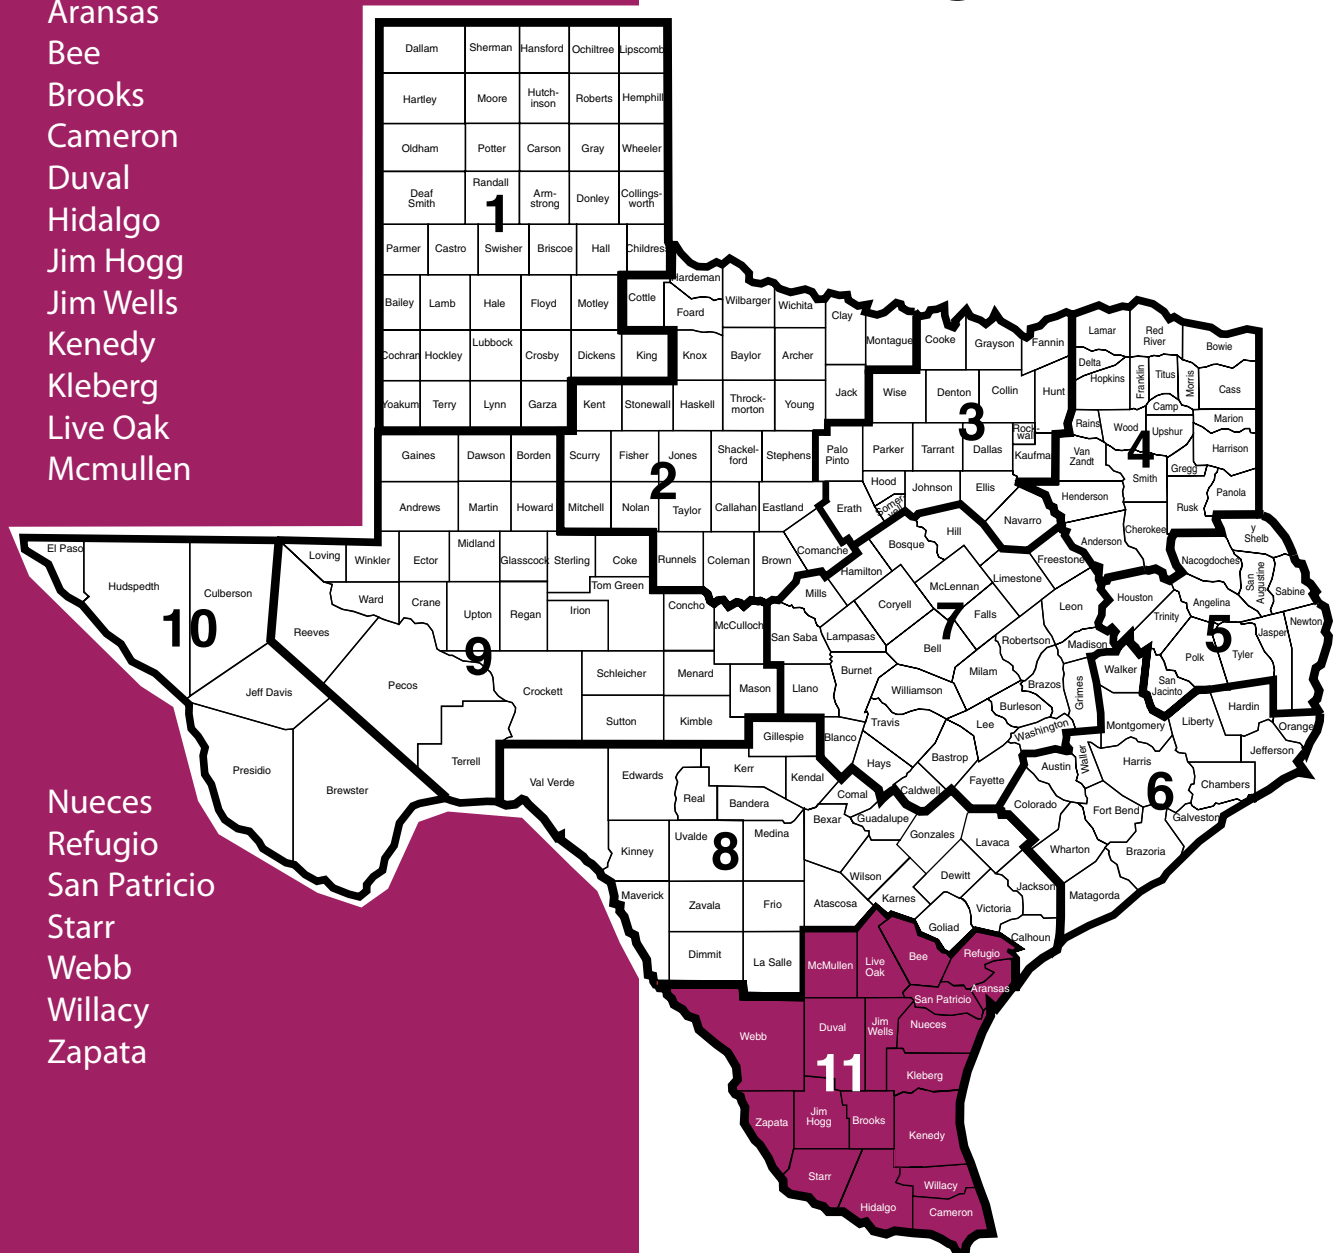 Aransas
Bee
Brooks
Cameron
Duval
Hidalgo
Jim Hogg
Jim Wells
Kenedy
Kleberg
Live Oak
Mcmullen
Nueces
Refugio
San Patricio
Starr
Webb
Willacy
Zapata
Dallam Sherman Hansford Ochiltree Lipscomb
Hartley Moore Hutch-
inson Roberts Hemphill
Oldham Potter Carson Gray Wheeler
Deaf
Smith Randall Arm-
strong Donley Collings-
worth
1
Parmer Castro Swisher Briscoe Hall Childres
Bailey Lamb Hale Floyd Motley Cottle Hardeman
Foard Wilbarger Wichita Clay Montague Cooke Grayson Fannin Lamar Red
River Bowie
Cochran Hockley Lubbock Crosby Dickens King Knox Baylor Archer
Delta Hopkins Franklin Titus Morris Cass
Yoakum Terry Lynn Garza Kent Stonewall Haskell Throck-
morton Young Jack Wise Denton Collin Hunt
3
Rains Wood Camp Upshur Marion
Gaines Dawson Borden Scurry Fisher Jones Shackel-
ford Stephens Palo
Pinto Parker Tarrant Dallas Rock-
wall Kaufma Van
Zandt Smith Gregg Harrison
2 4
Andrews Martin Howard Mitchell Nolan Taylor Callahan Eastland Erath Hood Somer-
vell Johnson Ellis Navarro Henderson Rusk Panola
Anderson Cherokee
El Paso Hudspedth Culberson
10
Loving Winkler Ector Midland Glasscock Sterling Coke Runnels Coleman Brown Comanche Hamilton Bosque Hill Freestone
Nacogdoches y
Shelb San
Augustine Sabine
Ward Crane Upton Regan Irion Tom Green Concho McCulloch San Saba Mills Lampasas Coryell McLennan Limestone Falls Leon
Houston Trinity Angelina Newton
5
Polk Tyler Jasper
7
Bell Robertson Madison
Reeves Jeff Davis Pecos
9
Crockett Schleicher Menard Mason Llano Burnet Williamson Milam Brazos Grimes Walker San
Jacinto
Sutton Kimble Gillespie Blanco Travis Lee Burleson Washington Montgomery Liberty Hardin Orange
Presidio Brewster Terrell Val Verde Edwards Kerr Kendal Hays Bastrop Caldwell Fayette Austin Waller Harris Jefferson
Real Bandera Comal Guadalupe Colorado Fort Bend Chambers Galveston
6
Kinney Uvalde Medina Bexar Gonzales Lavaca Wharton Brazoria
8
Maverick Zavala Frio Atascosa Wilson Karnes Dewitt Victoria Jackson Matagorda
Dimmit La Salle Goliad Calhoun
McMullen Live
Oak Bee Refugio
Aransas
San Patricio
Webb Duval Jim
Wells Nueces
11
Kleberg
Zapata Jim
Hogg Brooks Kenedy
Starr Hidalgo Willacy
Cameron